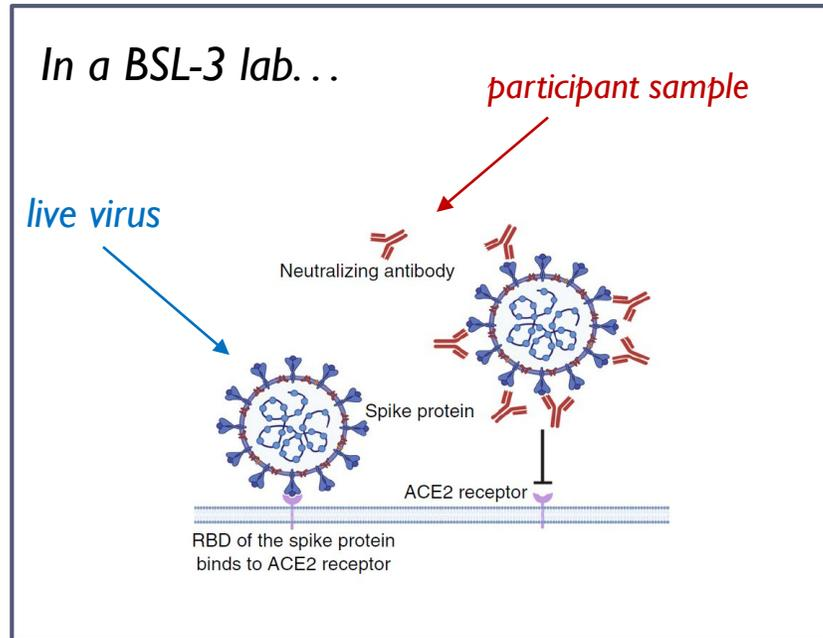 In a BSL-3 lab…
participant sample
live virus
Neutralizing antibody
Spike protein
ACE2 receptor
RBD of the spike protein
binds to ACE2 receptor